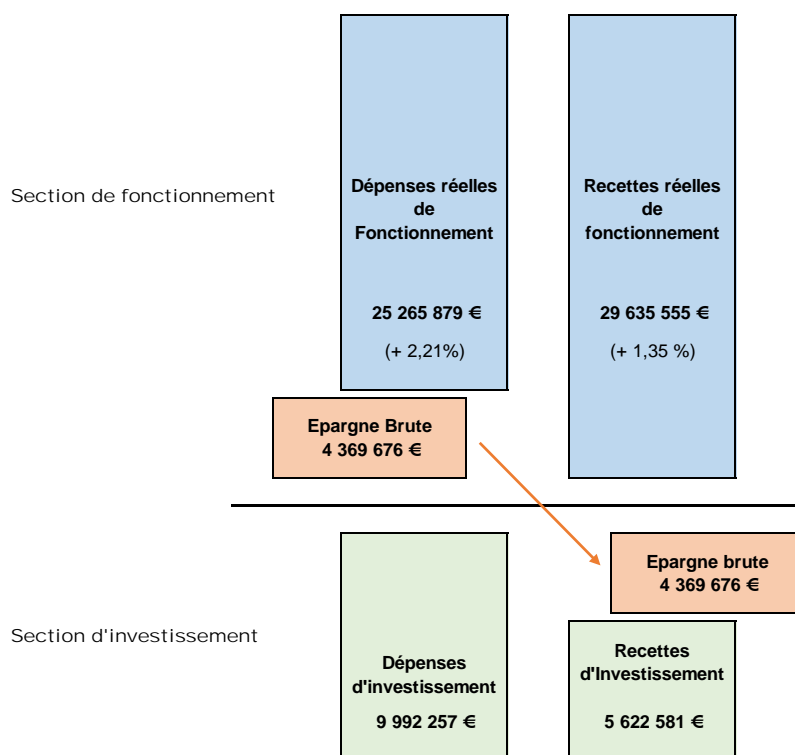 Section de fonctionnement
Dépenses réelles
de
Fonctionnement
25 265 879 €
(+ 2,21%)
Recettes réelles
de
fonctionnement
29 635 555 €
(+ 1,35 %)
Epargne Brute
4 369 676 €
Epargne brute
4 369 676 €
Section d'investissement
Dépenses
d'investissement
9 992 257 €
Recettes
d'Investissement
5 622 581 €